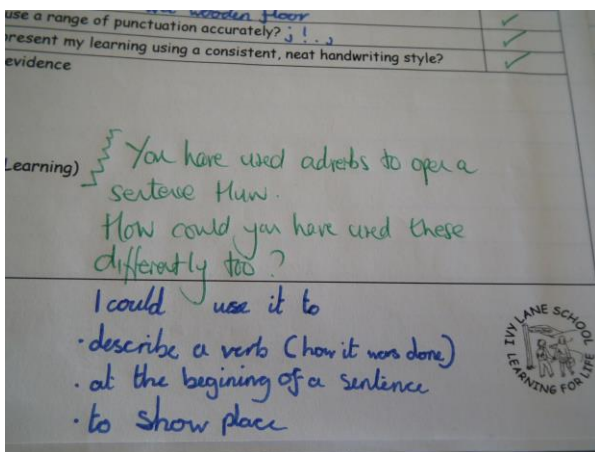 wooden floor
use a range of punctuation accurately? ; ! . ,
present my learning using a consistent, neat handwriting style?
evidence
Learning)
You have used adverbs to open a
sentence Huw.
How could you have used these
differently too?
I could use it to
· describe a verb (how it was done)
· at the begining of a sentence
· to show place
IVY LANE SCHOOL
LEARNING FOR LIFE